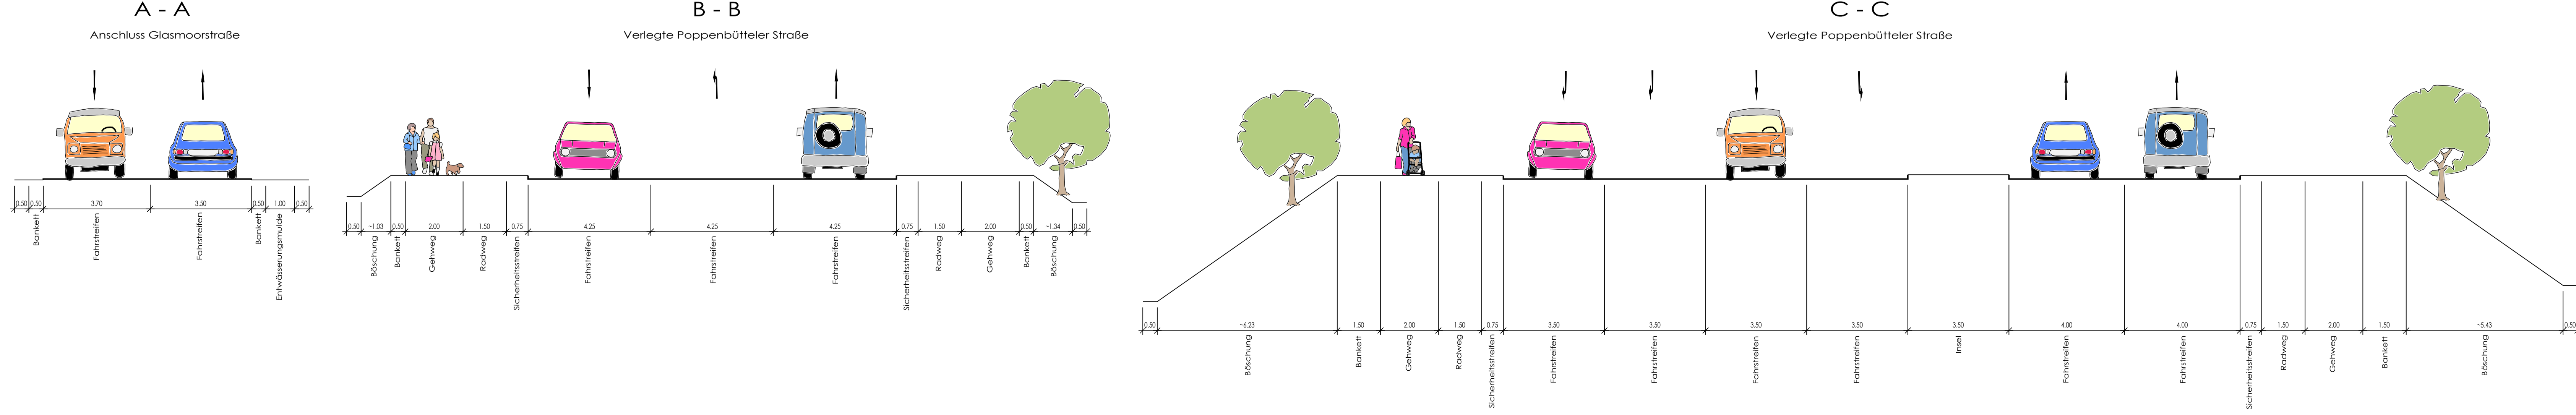 A - A
Anschluss Glasmoorstraße
0.50 0.50 3.70 3.50 0.50 1.00 0.50
Bankett
Fahrstreifen
Fahrstreifen
Bankett
Entwässerungsmulde
B - B
Verlegte Poppenbütteler Straße
0.50 ~1.03 0.50 2.00 1.50 0.75 4.25 4.25 4.25 0.75 1.50 2.00 0.50 ~1.34 0.50
Böschung
Bankett
Gehweg
Radweg
Sicherheitsstreifen
Fahrstreifen
Fahrstreifen
Fahrstreifen
Sicherheitsstreifen
Radweg
Gehweg
Bankett
Böschung
C - C
Verlegte Poppenbütteler Straße
0.50 ~6.23 1.50 2.00 1.50 0.75 3.50 3.50 3.50 3.50 3.50 4.00 4.00 0.75 1.50 2.00 1.50 ~5.43 0.50
Böschung
Bankett
Gehweg
Radweg
Sicherheitsstreifen
Fahrstreifen
Fahrstreifen
Fahrstreifen
Fahrstreifen
Insel
Fahrstreifen
Fahrstreifen
Sicherheitsstreifen
Radweg
Gehweg
Bankett
Böschung